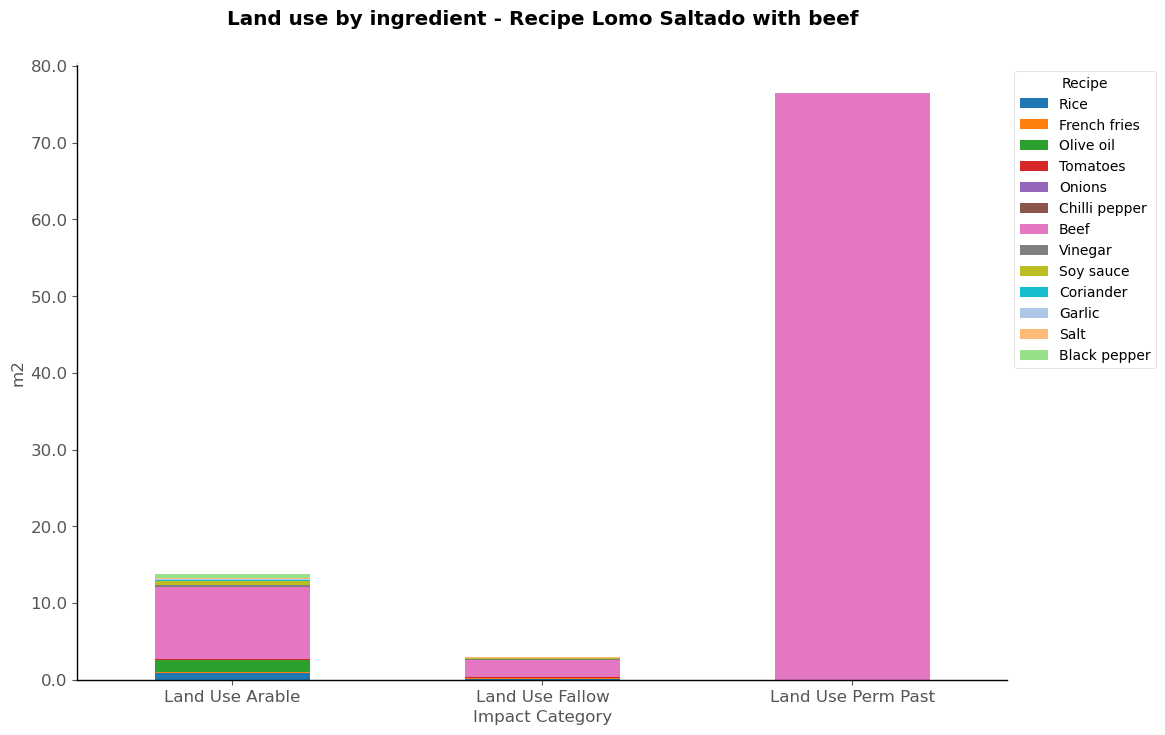 Land use by ingredient - Recipe Lomo Saltado with beef
80.0
70.0
60.0
50.0
40.0
30.0
20.0
10.0
0.0
m2
Land Use Arable
Land Use Fallow
Land Use Perm Past
Impact Category
Recipe
Rice
French fries
Olive oil
Tomatoes
Onions
Chilli pepper
Beef
Vinegar
Soy sauce
Coriander
Garlic
Salt
Black pepper